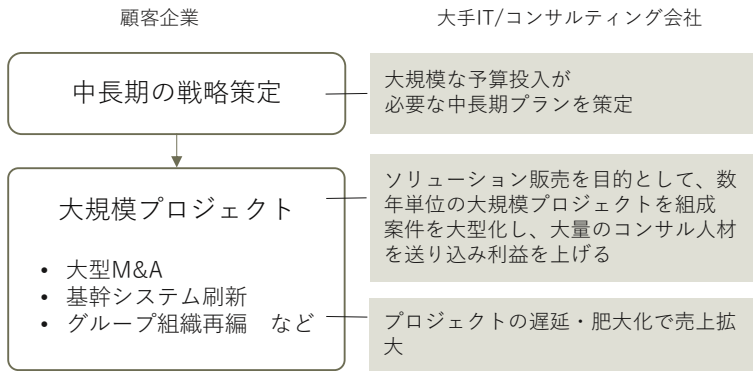 顧客企業
大手IT/コンサルティング会社
中長期の戦略策定
大規模な予算投入が
必要な中長期プランを策定
大規模プロジェクト
• 大型M&A
• 基幹システム刷新
• グループ組織再編　など
ソリューション販売を目的として、数
年単位の大規模プロジェクトを組成
案件を大型化し、大量のコンサル人材
を送り込み利益を上げる
プロジェクトの遅延・肥大化で売上拡
大